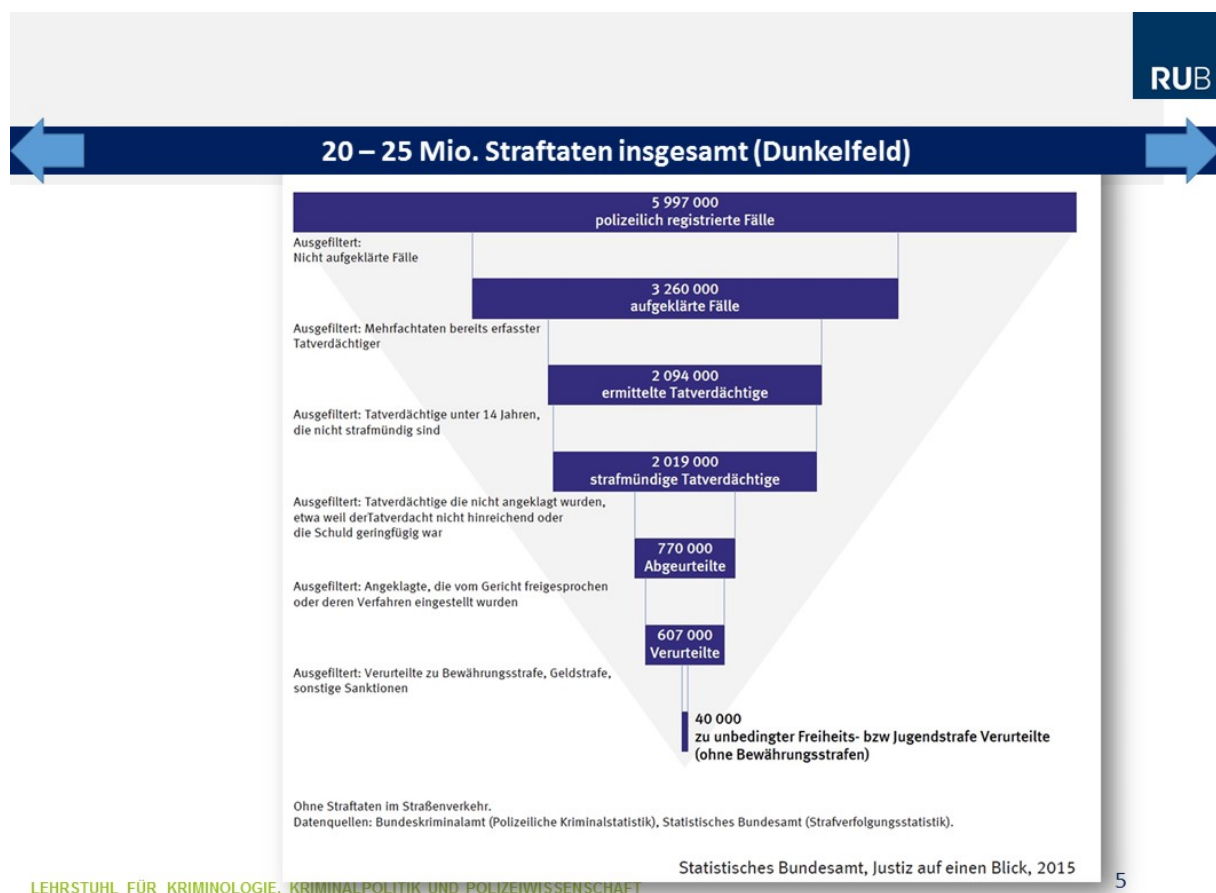 RUB
20 – 25 Mio. Straftaten insgesamt (Dunkelfeld)
5 997 000
polizeilich registrierte Fälle
Ausgefiltert:
Nicht aufgeklärte Fälle
3 260 000
aufgeklärte Fälle
Ausgefiltert: Mehrfachtaten bereits erfasster
Tatverdächtiger
2 094 000
ermittelte Tatverdächtige
Ausgefiltert: Tatverdächtige unter 14 Jahren,
die nicht strafmündig sind
2 019 000
strafmündige Tatverdächtige
Ausgefiltert: Tatverdächtige die nicht angeklagt wurden,
etwa weil derTatverdacht nicht hinreichend oder
die Schuld geringfügig war
770 000
Abgeurteilte
Ausgefiltert: Angeklagte, die vom Gericht freigesprochen
oder deren Verfahren eingestellt wurden
607 000
Verurteilte
Ausgefiltert: Verurteilte zu Bewährungsstrafe, Geldstrafe,
sonstige Sanktionen
40 000
zu unbedingter Freiheits- bzw Jugendstrafe Verurteilte
(ohne Bewährungsstrafen)
Ohne Straftaten im Straßenverkehr.
Datenquellen: Bundeskriminalamt (Polizeiliche Kriminalstatistik), Statistisches Bundesamt (Strafverfolgungsstatistik).
Statistisches Bundesamt, Justiz auf einen Blick, 2015
LEHRSTUHL FÜR KRIMINOLOGIE, KRIMINALPOLITIK UND POLIZEIWISSENSCHAFT
5